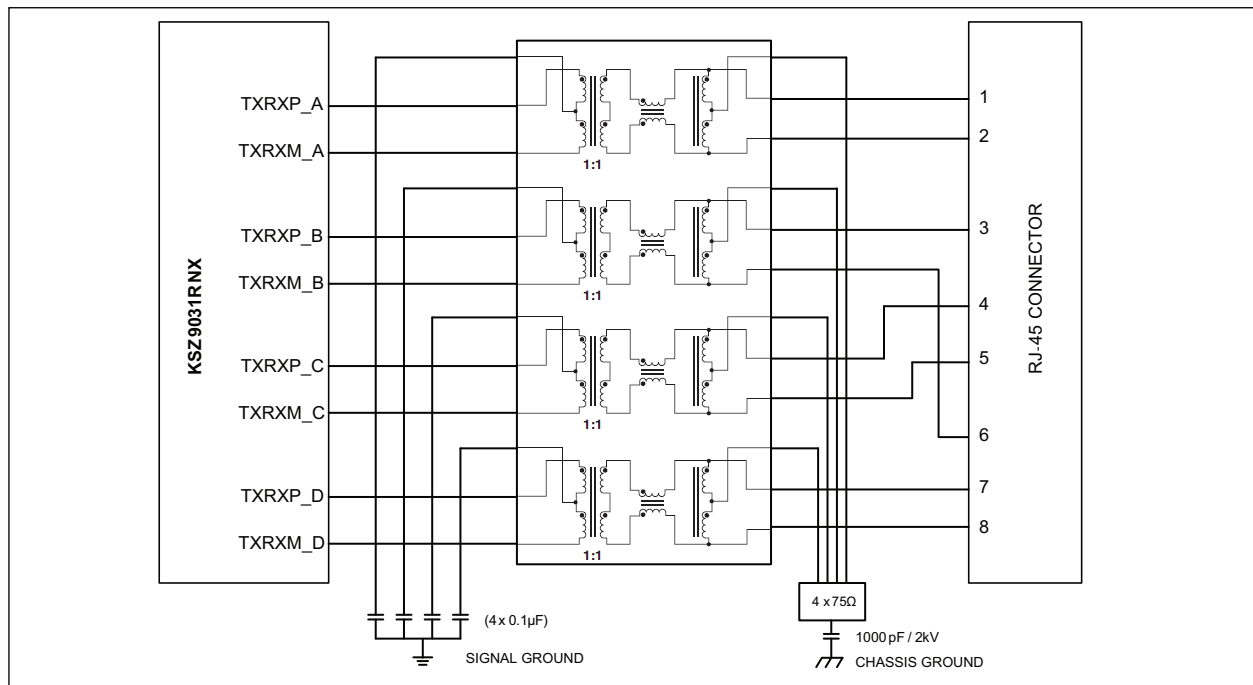 KSZ9031RNX
TXRXP_A
TXRXM_A
TXRXP_B
TXRXM_B
TXRXP_C
TXRXM_C
TXRXP_D
TXRXM_D
1:1
1:1
1:1
1:1
1
2
3
4
5
6
7
8
RJ-45 CONNECTOR
(4 x 0.1µF)
SIGNAL GROUND
4 x 75Ω
1000 pF / 2kV
CHASSIS GROUND